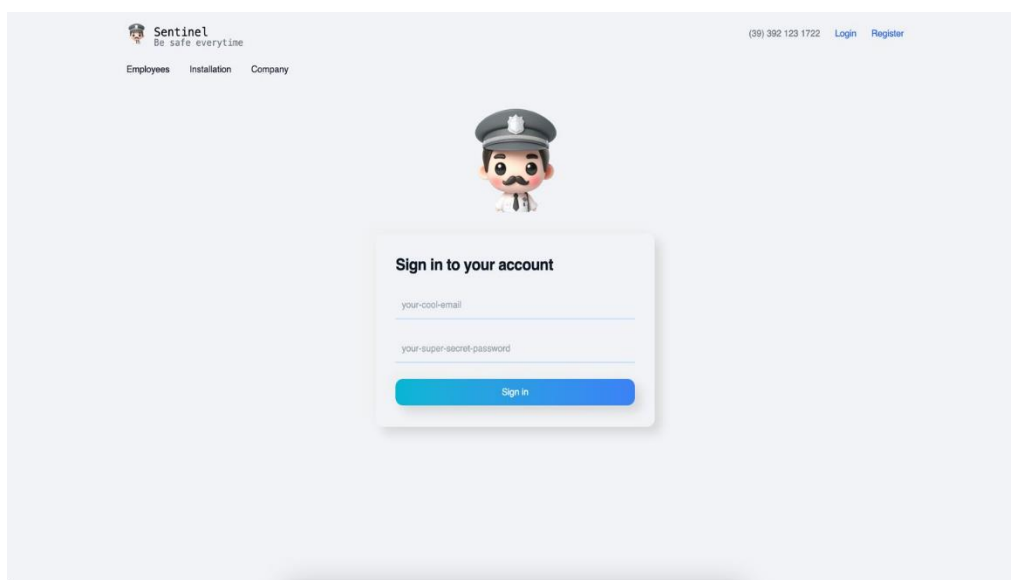 Sentinel
Be safe everytime
(39) 392 123 1722 Login Register
Employees Installation Company
Sign in to your account
your-cool-email
your-super-secret-password
Sign in